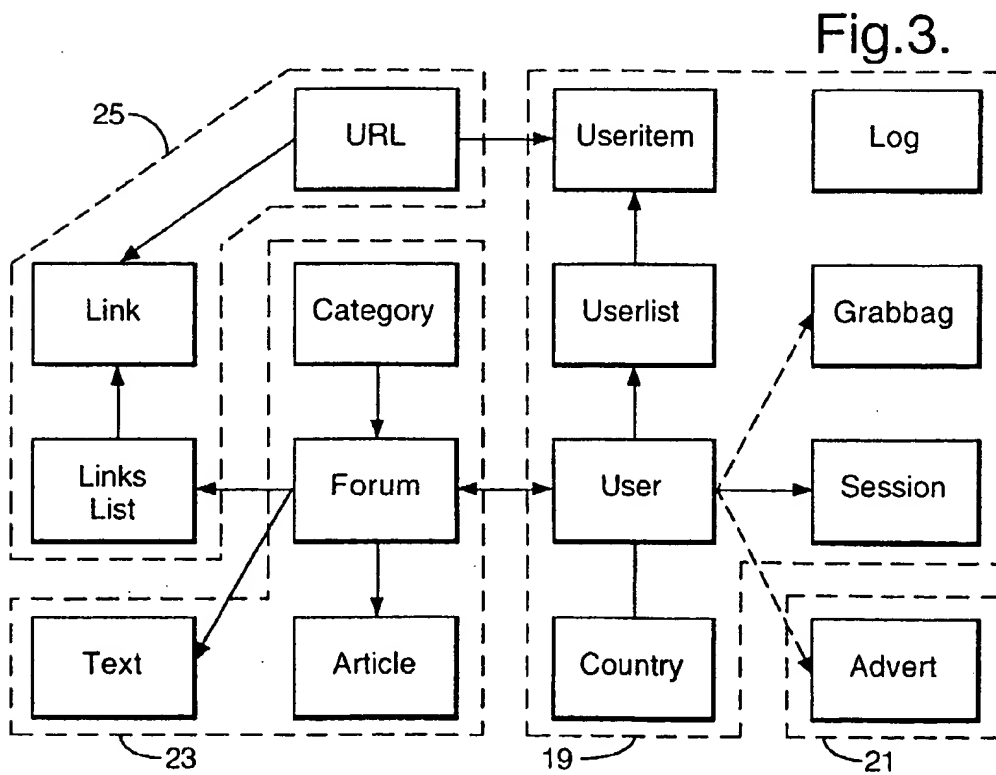 Fig.3.
25
URL
Useritem
Log
Link
Category
Userlist
Grabbag
Links
List
Forum
User
Session
Text
Article
Country
Advert
23
19
21